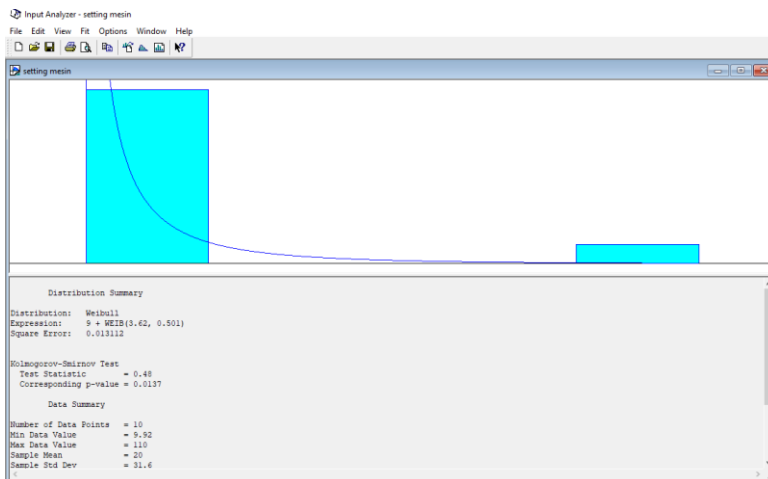 Input Analyzer - setting mesin
File Edit View Fit Options Window Help
setting mesin
Distribution Summary
Distribution: Weibull
Expression: 9 + WEIB(3.62, 0.501)
Square Error: 0.013112
Kolmogorov-Smirnov Test
Test Statistic = 0.48
Corresponding p-value = 0.0137
Data Summary
Number of Data Points = 10
Min Data Value = 9.92
Max Data Value = 110
Sample Mean = 20
Sample Std Dev = 31.6